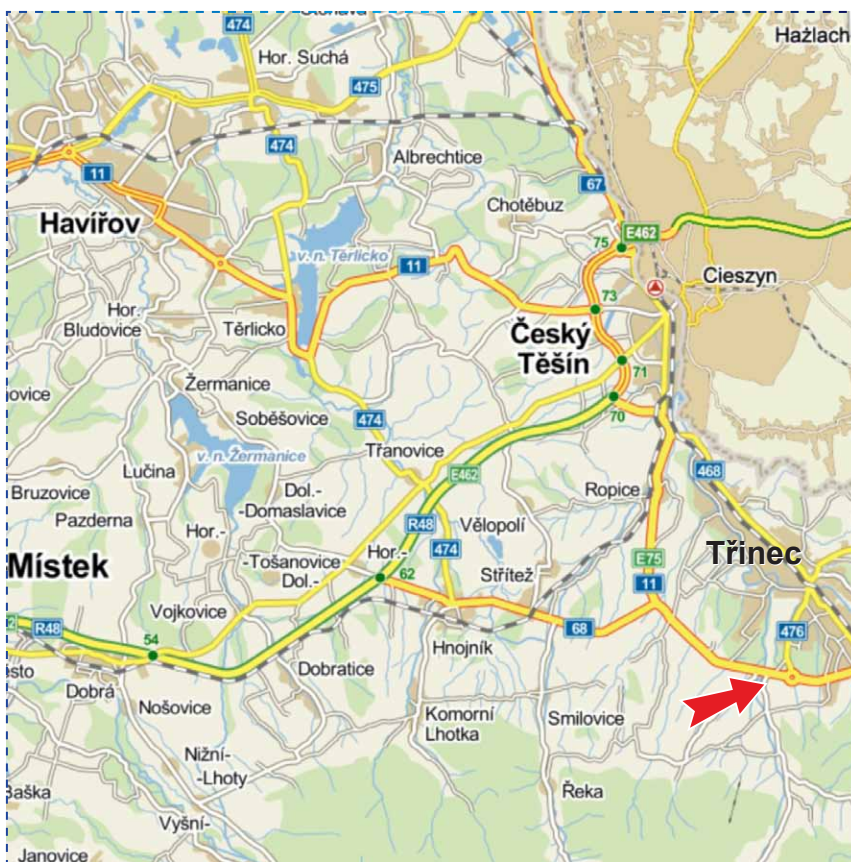 Stonava
474
Hor. Suchá
Hażlach
475
474
Albrechtice
11
67
Chotěbuz
Havířov
E462
75
v. n. Těrlicko
11
Cieszyn
Hor.
Bludovice
73
Těrlicko
Český
Těšín
71
Žermanice
70
Soběšovice
474
Třanovice
v. n. Žermanice
468
Lučina
E462
Bruzovice
Dol.-
-Domaslavice
Ropice
Pazderna
R48
Vělopolí
Hor.-
474
Třinec
Místek
-Tošanovice
Hor.-
Dol.-
62
E75
Střítež
11
Vojkovice
R48
54
68
476
Hnojník
Dobrá
Dobratice
Nošovice
Komorní
Lhotka
Smilovice
Nižní-
-Lhoty
Řeka
Baška
Vyšní-
Janovice